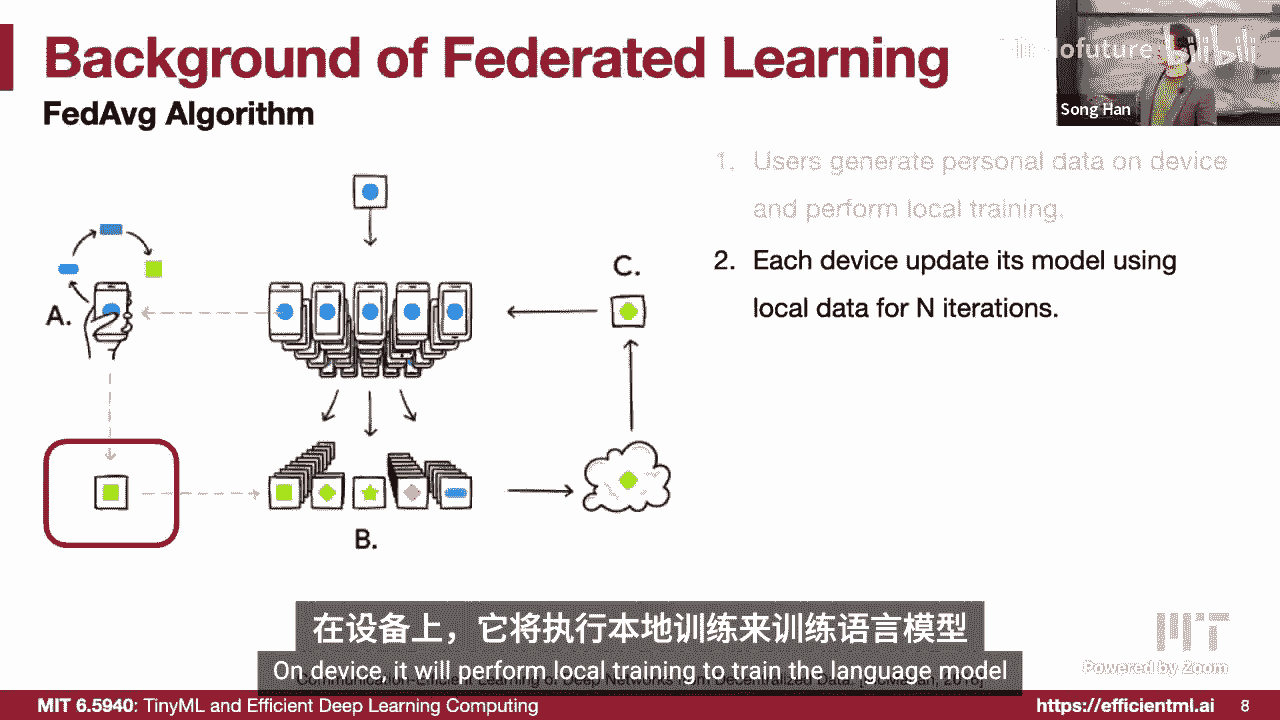 Background of Federated Learning
FedAvg Algorithm
Song Han
1. Users generate personal data on device
and perform local training.
2. Each device update its model using
local data for N iterations.
A.
B.
C.
在设备上，它将执行本地训练来训练语言模型
On device, it will perform local training to train the language model
MIT
Powered by Zoom
MIT 6.5940: TinyML and Efficient Deep Learning Computing
https://efficientml.ai
8